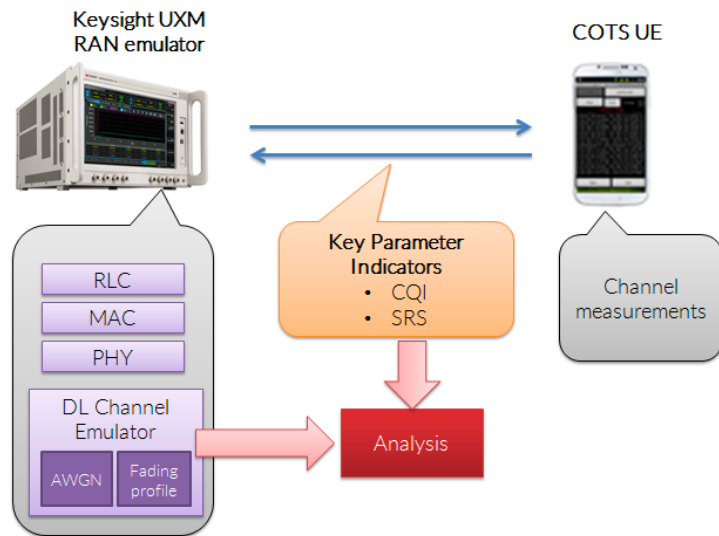 Keysight UXM
RAN emulator
COTS UE
RLC
MAC
PHY
DL Channel
Emulator
AWGN
Fading
profile
Key Parameter
Indicators
• CQI
• SRS
Channel
measurements
Analysis